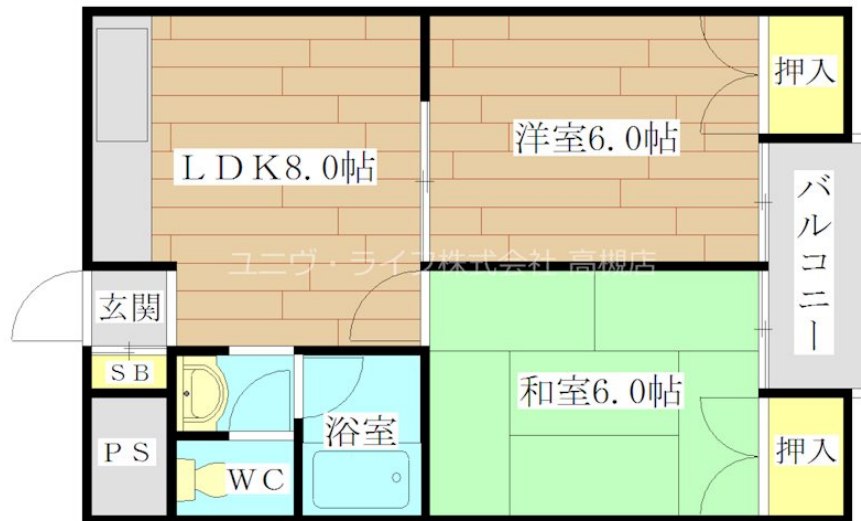 押入
洋室6.0帖
LDK8.0帖
バルコニー
ユニヴ・ライフ株式会社 高槻店
玄関
SB
和室6.0帖
浴室
PS
WC
押入